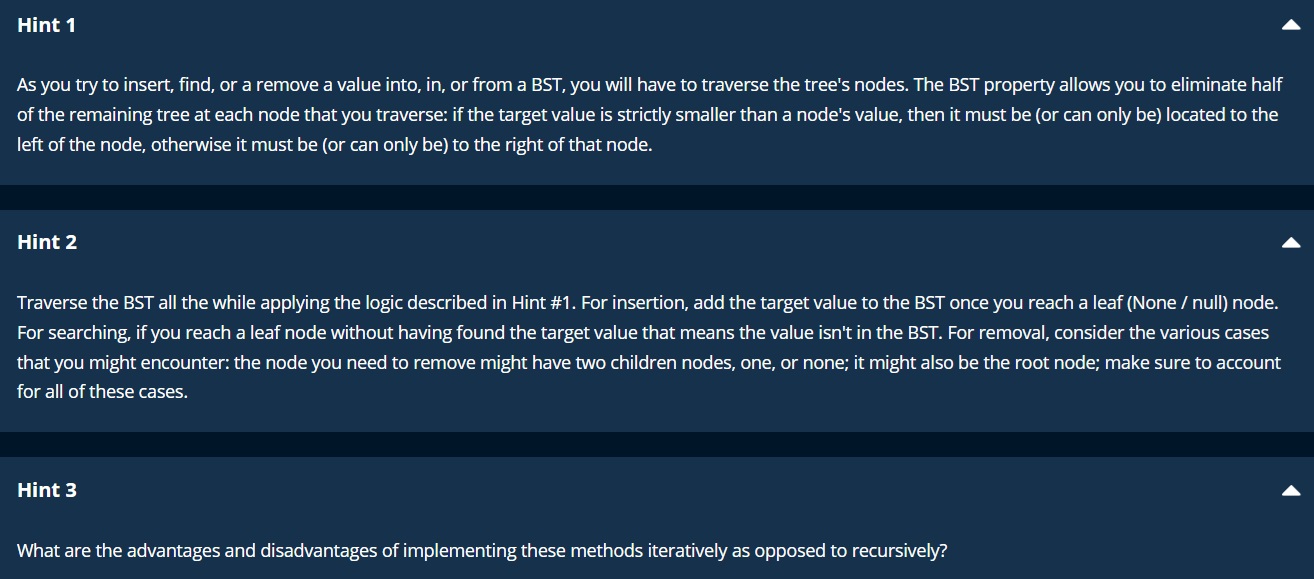 Hint 1
As you try to insert, find, or a remove a value into, in, or from a BST, you will have to traverse the tree's nodes. The BST property allows you to eliminate half
of the remaining tree at each node that you traverse: if the target value is strictly smaller than a node's value, then it must be (or can only be) located to the
left of the node, otherwise it must be (or can only be) to the right of that node.
Hint 2
Traverse the BST all the while applying the logic described in Hint #1. For insertion, add the target value to the BST once you reach a leaf (None / null) node.
For searching, if you reach a leaf node without having found the target value that means the value isn't in the BST. For removal, consider the various cases
that you might encounter: the node you need to remove might have two children nodes, one, or none; it might also be the root node; make sure to account
for all of these cases.
Hint 3
What are the advantages and disadvantages of implementing these methods iteratively as opposed to recursively?